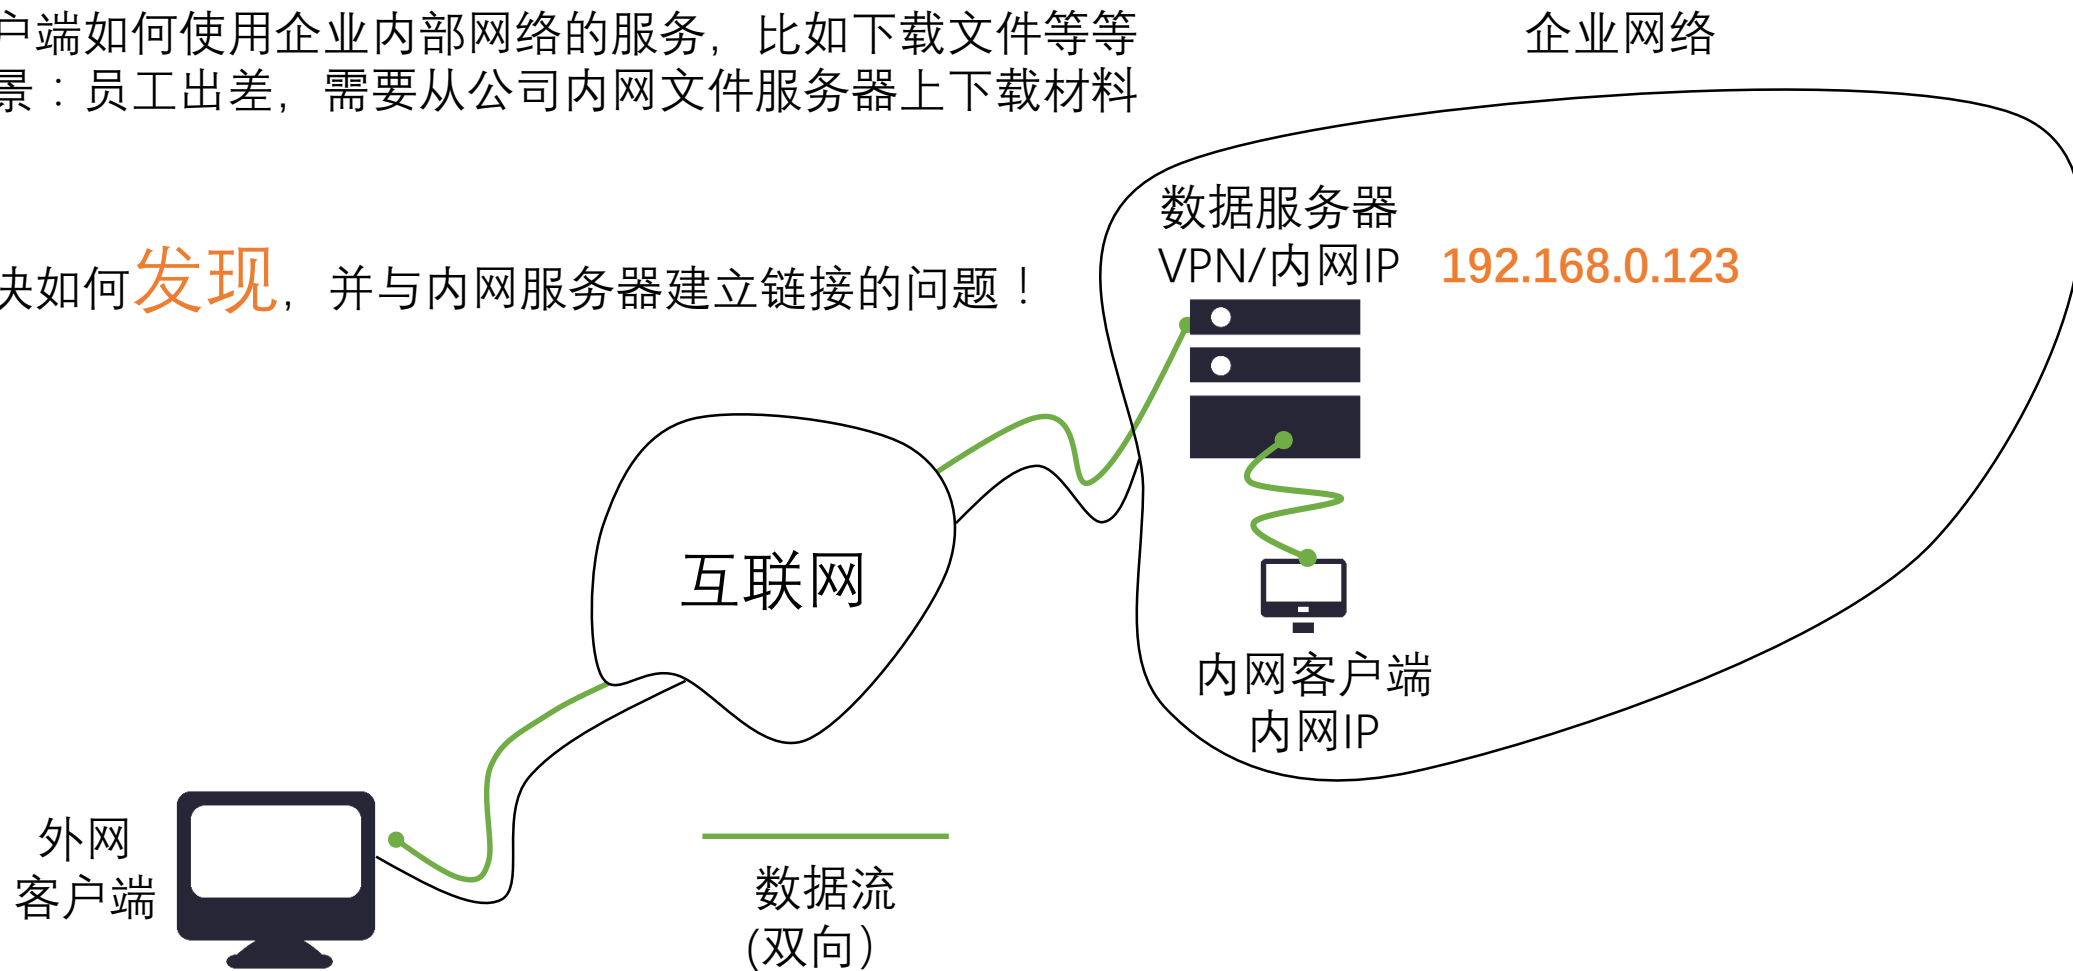 户端如何使用企业内部网络的服务，比如下载文件等等
景：员工出差，需要从公司内网文件服务器上下载材料
企业网络
决如何发现，并与内网服务器建立链接的问题！
数据服务器
VPN/内网IP 192.168.0.123
互联网
内网客户端
内网IP
外网
客户端
数据流
(双向）